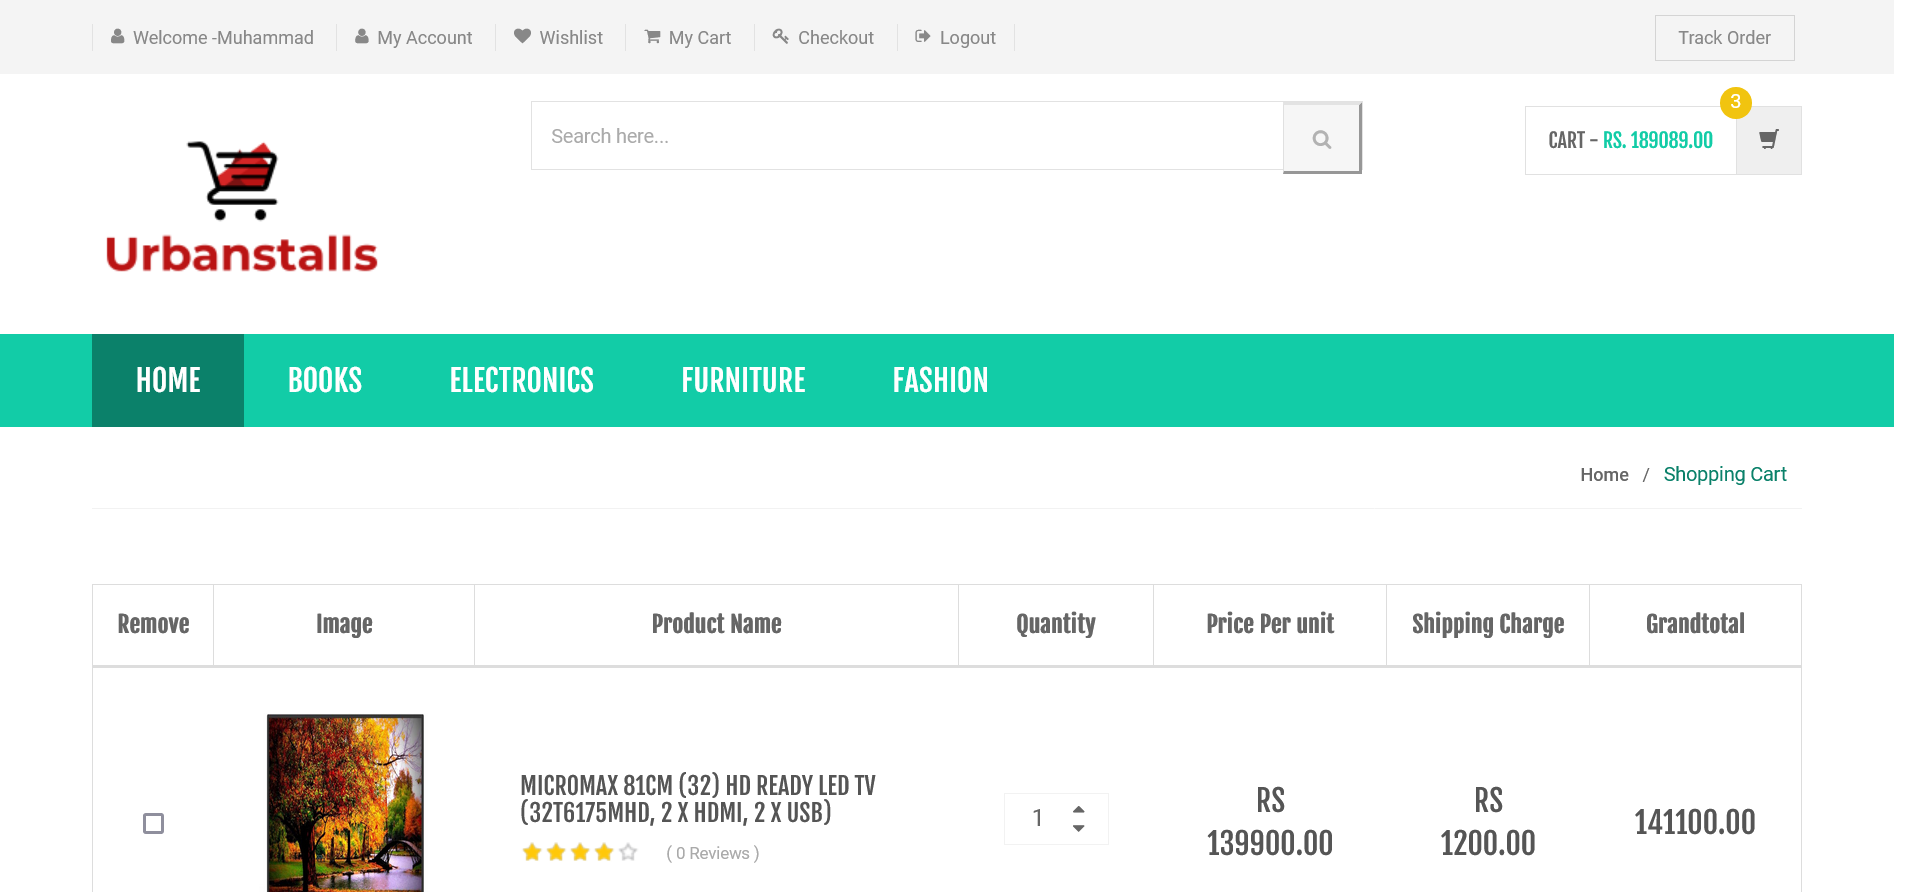 Welcome -Muhammad
My Account
Wishlist
My Cart
Checkout
Logout
Track Order
Search here...
3
CART - RS. 189089.00
Urbanstalls
HOME
BOOKS
ELECTRONICS
FURNITURE
FASHION
Home / Shopping Cart
Remove
Image
Product Name
Quantity
Price Per unit
Shipping Charge
Grandtotal
MICROMAX 81CM (32) HD READY LED TV
(32T6175MHD, 2 X HDMI, 2 X USB)
( 0 Reviews )
1
RS
139900.00
RS
1200.00
141100.00